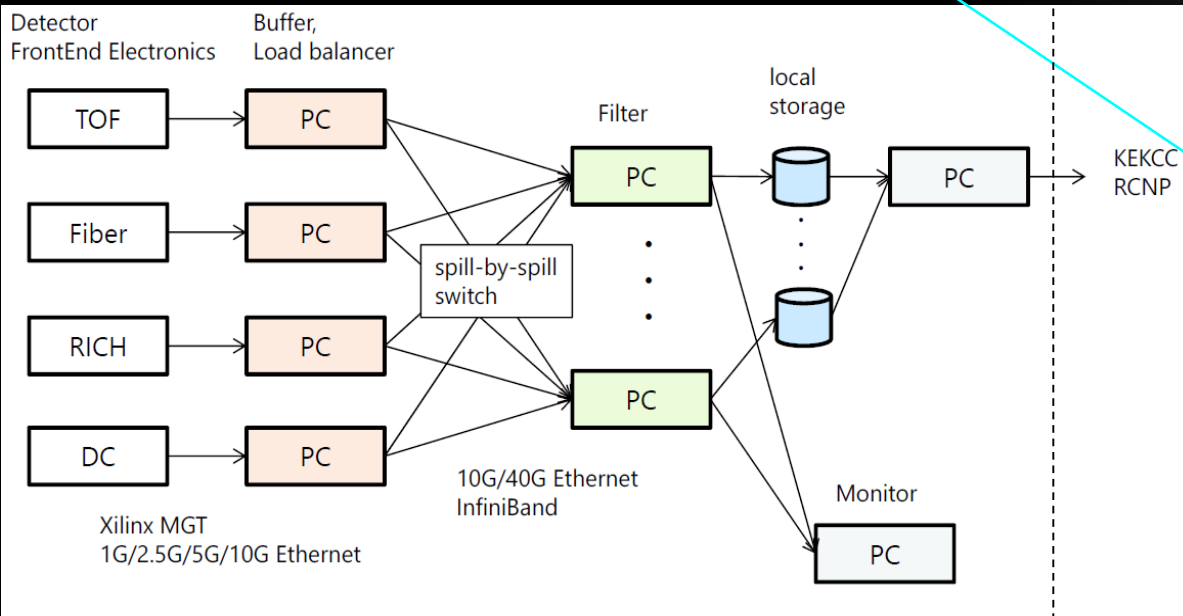 Detector
FrontEnd Electronics
Buffer,
Load balancer
TOF
PC
Fiber
PC
RICH
PC
DC
PC
spill-by-spill
switch
Filter
PC
PC
local
storage
PC
KEKCC
RCNP
Xilinx MGT
1G/2.5G/5G/10G Ethernet
10G/40G Ethernet
InfiniBand
Monitor
PC